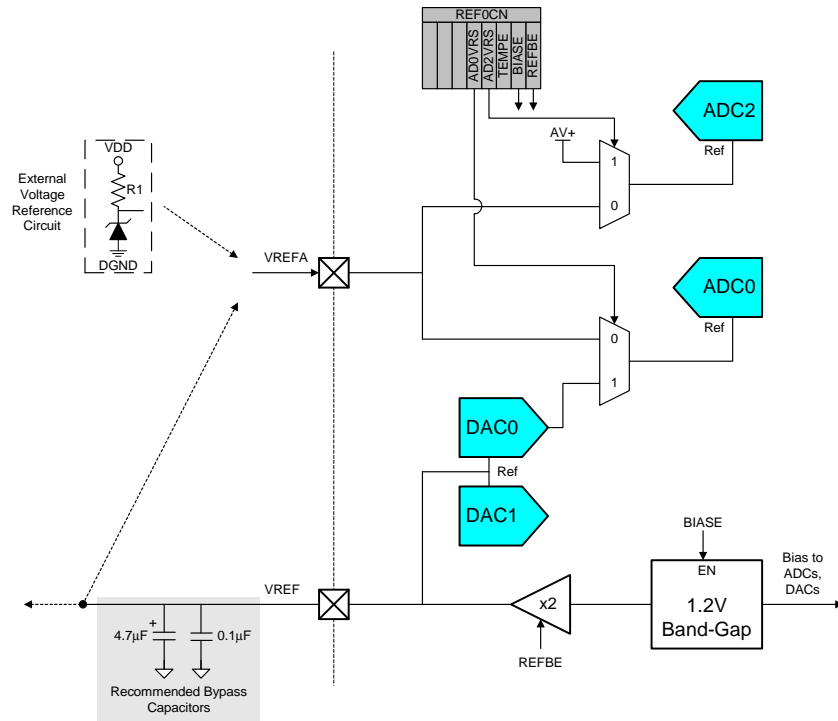 REF0CN
AD0VRS
AD2VRS
TEMPE
BIASE
REFBE
ADC2
Ref
AV+
1
0
VDD
R1
DGND
External
Voltage
Reference
Circuit
VREFA
ADC0
Ref
0
1
DAC0
Ref
DAC1
BIASE
EN
1.2V
Band-Gap
Bias to
ADCs,
DACs
x2
REFBE
VREF
+
4.7µF
0.1µF
Recommended Bypass
Capacitors